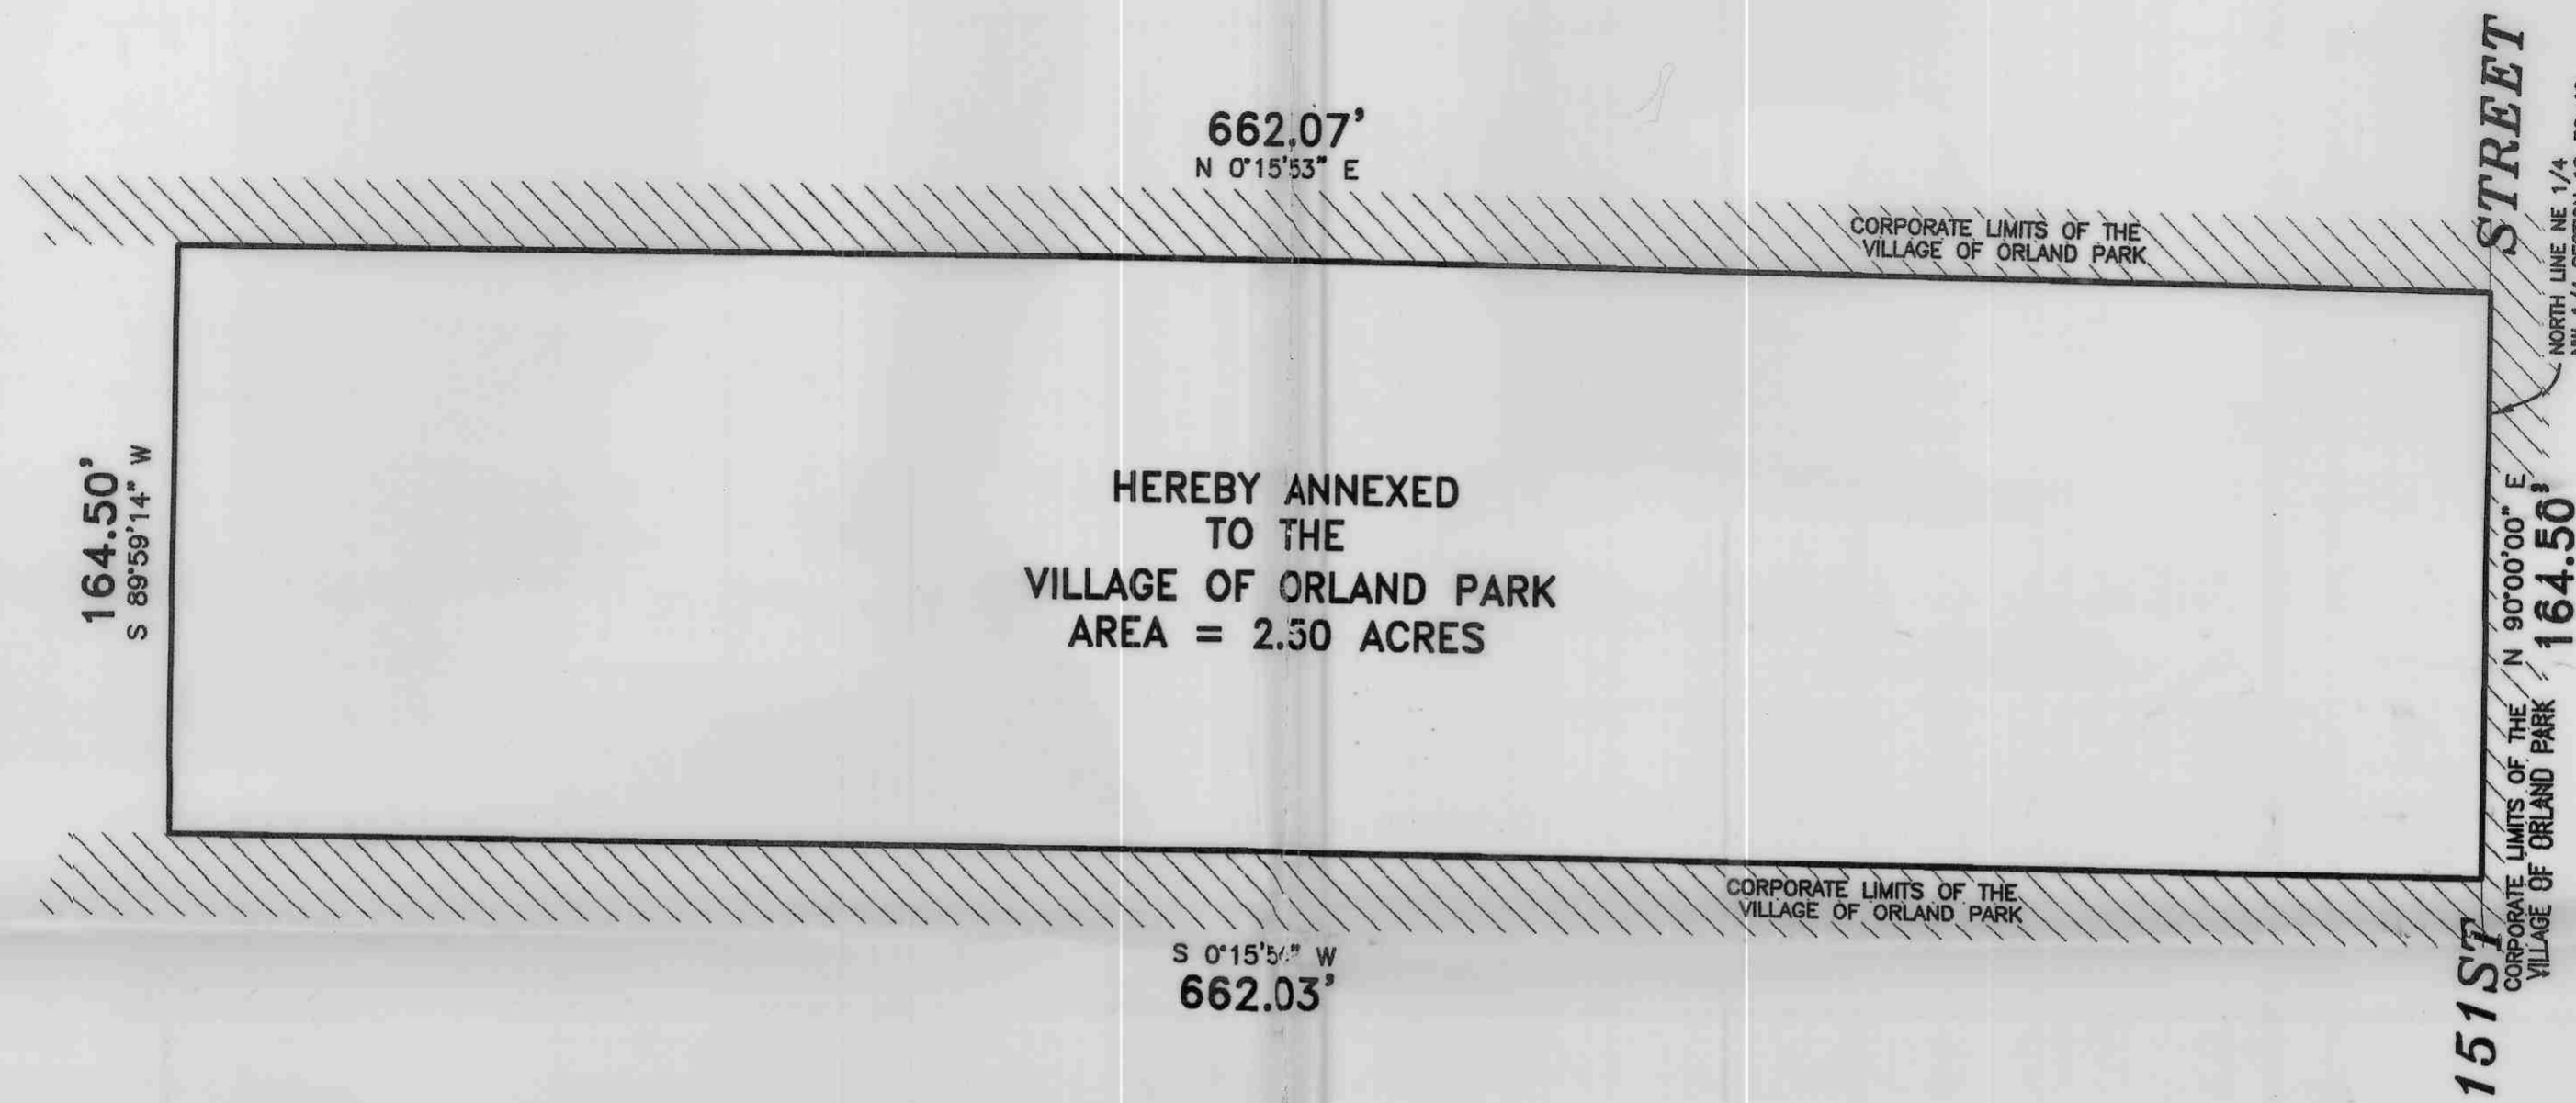 662.07'
N 0°15'53" E
CORPORATE LIMITS OF THE
VILLAGE OF ORLAND PARK
STREET
NORTH LINE NE 1/4
164.50'
S 89°59'14" W
HEREBY ANNEXED
TO THE
VILLAGE OF ORLAND PARK
AREA = 2.50 ACRES
N 90°00'00" E
164.50'
CORPORATE LIMITS OF THE
VILLAGE OF ORLAND PARK
CORPORATE LIMITS OF THE
VILLAGE OF ORLAND PARK
S 0°15' W
662.03'
151ST